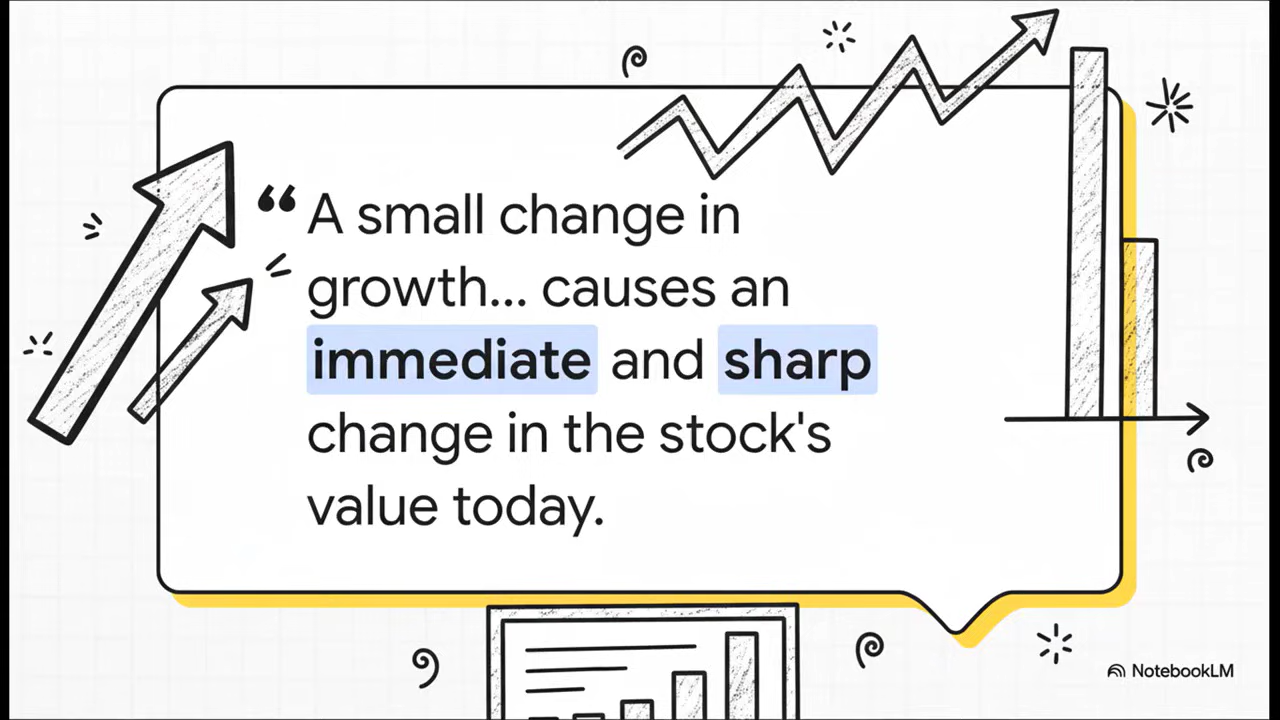 “ A small change in
growth... causes an
immediate and sharp
change in the stock's
value today.
NotebookLM